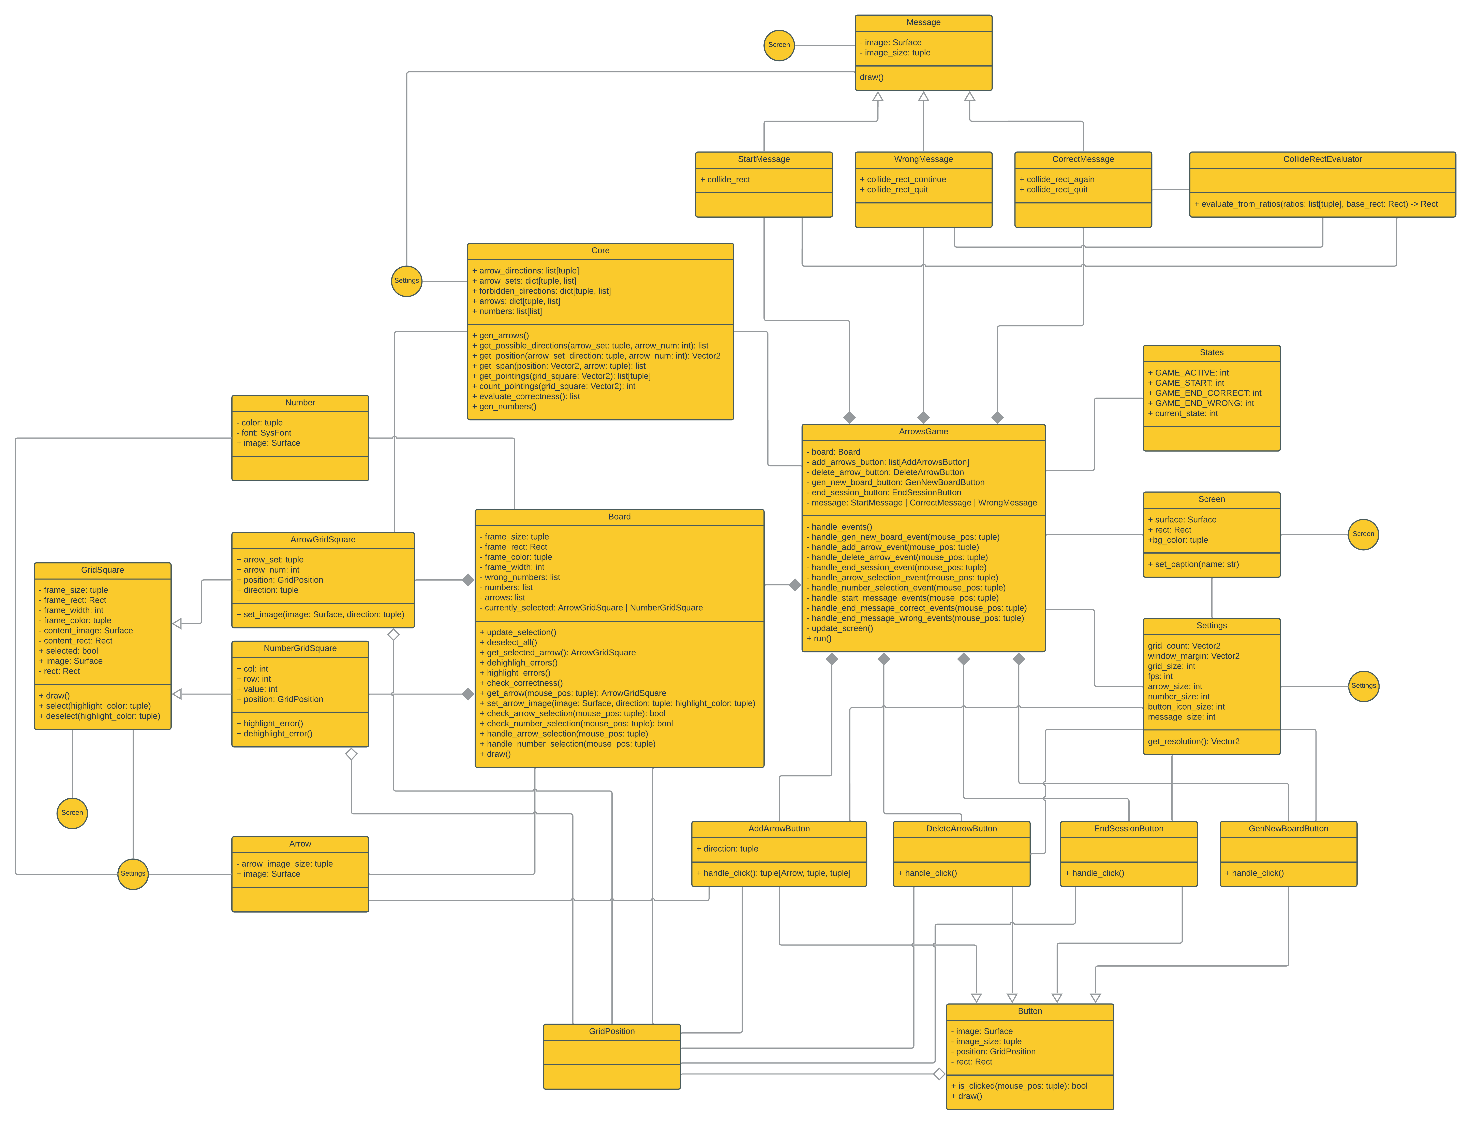 Message
image: Surface
- image_size: tuple
draw()
Screen
StartMessage
+ collide_rect
WrongMessage
+ collide_rect_continue
+ collide_rect_quit
CorrectMessage
+ collide_rect_again
+ collide_rect_quit
CollideRectEvaluator
+ evaluate_from_ratios(ratios: list[tuple], base_rect: Rect) -> Rect
Settings
Core
+ arrow_directions: list[tuple]
+ arrow_sets: dict[tuple, list]
+ forbidden_directions: dict[tuple, list]
+ arrows: dict[tuple, list]
+ numbers: list[list]
+ gen_arrows()
+ get_possible_directions(arrow_set: tuple, arrow_num: int): list
+ get_position(arrow_set_direction: tuple, arrow_num: int): Vector2
+ get_span(position: Vector2, arrow: tuple): list
+ get_pointings(grid_square: Vector2): list[tuple]
+ count_pointings(grid_square: Vector2): int
+ evaluate_correctness(): list
+ gen_numbers()
States
+ GAME_ACTIVE: int
+ GAME_START: int
+ GAME_END_CORRECT: int
+ GAME_END_WRONG: int
+ current_state: int
Number
- color: tuple
- font: SysFont
- image: Surface
ArrowsGame
- board: Board
- add_arrows_button: list[AddArrowsButton]
- delete_arrow_button: DeleteArrowButton
- gen_new_board_button: GenNewBoardButton
end_session_button: EndSessionButton
- message: StartMessage | CorrectMessage | WrongMessage
- handle_events()
- handle_gen_new_board_event(mouse_pos: tuple)
- handle_add_arrow_event(mouse_pos: tuple)
- handle_delete_arrow_event(mouse_pos: tuple)
- handle_end_session_event(mouse_pos: tuple)
- handle_arrow_selection_event(mouse_pos: tuple)
- handle_number_selection_event(mouse_pos: tuple)
- handle_start_message_events(mouse_pos: tuple)
- handle_end_message_correct_events(mouse_pos: tuple)
- handle_end_message_wrong_events(mouse_pos: tuple)
- update_screen()
+ run()
Screen
+ surface: Surface
+ rect: Rect
+bg_color: tuple
+ set_caption(name: str)
Screen
Board
- frame_size: tuple
- frame_rect: Rect
- frame_color: tuple
- frame_width: int
- wrong_numbers: list
- numbers: list
arrows: list
- currently_selected: ArrowGridSquare | NumberGridSquare
+ update_selection()
+ deselect_all()
+ get_selected_arrow(): ArrowGridSquare
+ dehighligh_errors()
+ highlight_errors()
+ check_correctness()
+ get_arrow(mouse_pos: tuple): ArrowGridSquare
+ set_arrow_image(image: Surface, direction: tuple; highlight_color: tuple)
+ check_arrow_selection(mouse_pos: tuple): bool
+ check_number_selection(mouse_pos: tuple): bool
+ handle_arrow_selection(mouse_pos: tuple)
+ handle_number_selection(mouse_pos: tuple)
+ draw()
ArrowGridSquare
+ arrow_set: tuple
+ arrow_num: int
- position: GridPosition
direction: tuple
+ set_image(image: Surface, direction: tuple)
GridSquare
- frame_size: tuple
- frame_rect: Rect
- frame_width: int
- frame_color: tuple
- content_image: Surface
- content_rect: Rect
+ selected: bool
+ image: Surface
- rect: Rect
+ draw()
+ select(highlight_color: tuple)
+ deselect(highlight_color: tuple)
NumberGridSquare
+ col: int
+ row: int
value: int
- position: GridPosition
+ highlight_error()
+ dehighlight_error()
Settings
grid_count: Vector2
window_margin: Vector2
grid_size: int
fps: int
arrow_size: int
number_size: int
button_icon_size: int
message_size: int
get_resolution(): Vector2
Settings
Screen
Settings
Arrow
- arrow_image_size: tuple
+ image: Surface
AddArrowButton
+ direction: tuple
handle_click(): tuple[Arrow, tuple, tuple]
DeleteArrowButton
+ handle_click()
EndSessionButton
+ handle_click()
GenNewBoardButton
+ handle_click()
GridPosition
Button
- image: Surface
- image_size: tuple
position: GridPosition
- rect: Rect
+ is_clicked(mouse_pos: tuple): bool
+ draw()